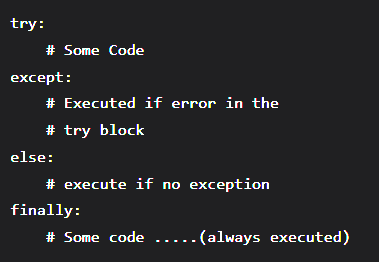 try:
    # Some Code
except:
    # Executed if error in the
    # try block
else:
    # execute if no exception
finally:
    # Some code .....(always executed)